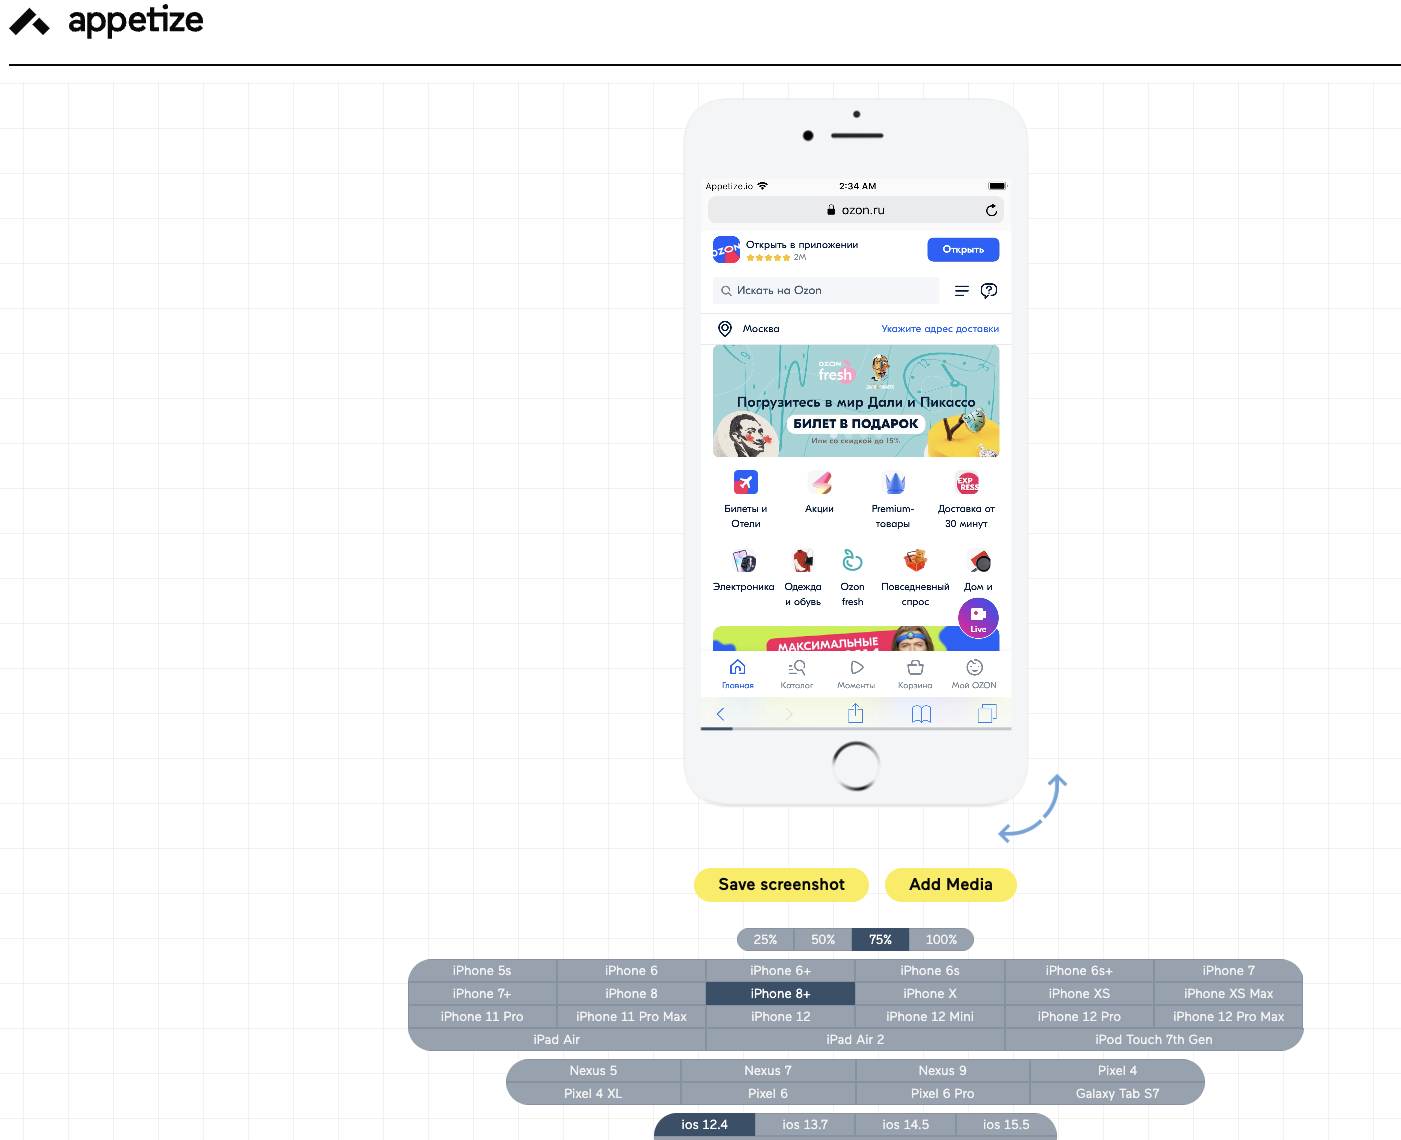 appetize
Appetize.io
2:34 AM
ozon.ru
OZON
Открыть в приложении
2M
Открыть
Искать на Ozon
Москва
Укажите адрес доставки
OZON
fresh
Погрузитесь в мир Дали и Пикассо
БИЛЕТ В ПОДАРОК
Или со скидкой до 15%
Билеты и
Отели
Акции
Premium-
товары
EXP
RESS
Доставка от
30 минут
Электроника
Одежда
и обувь
Ozon
fresh
Повседневный
спрос
Дом и
Live
МАКСИМАЛЬНЫЕ
Главная
Каталог
Моменты
Корзина
Мой OZON
Save screenshot
Add Media
25%
50%
75%
100%
iPhone 5s
iPhone 6
iPhone 6+
iPhone 6s
iPhone 6s+
iPhone 7
iPhone 7+
iPhone 8
iPhone 8+
iPhone X
iPhone XS
iPhone XS Max
iPhone 11 Pro
iPhone 11 Pro Max
iPhone 12
iPhone 12 Mini
iPhone 12 Pro
iPhone 12 Pro Max
iPad Air
iPad Air 2
iPod Touch 7th Gen
Nexus 5
Nexus 7
Nexus 9
Pixel 4
Pixel 4 XL
Pixel 6
Pixel 6 Pro
Galaxy Tab S7
ios 12.4
ios 13.7
ios 14.5
ios 15.5